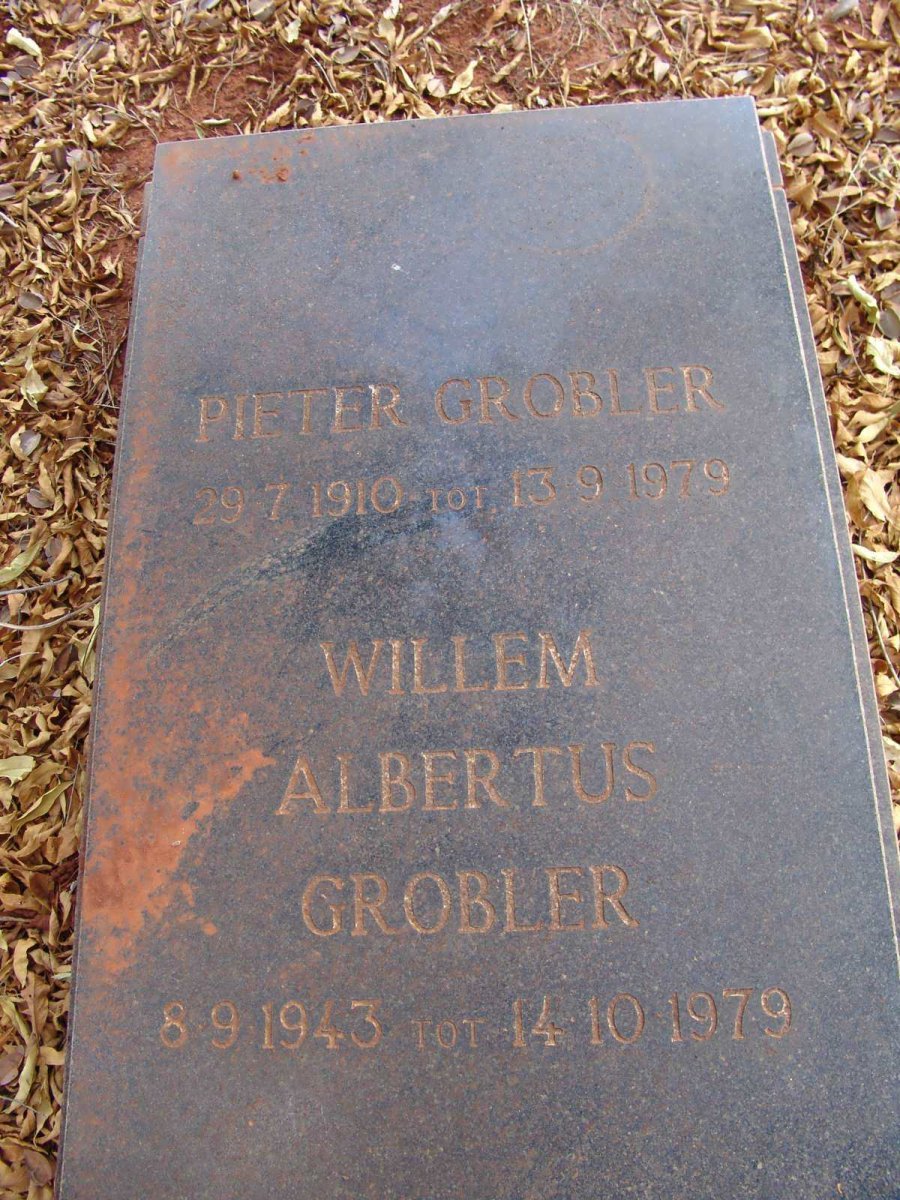 PIETER GROBLER
29·7·1910 TOT 13·9·1979
WILLEM
ALBERTUS
GROBLER
8·9·1943 TOT 14·10·1979